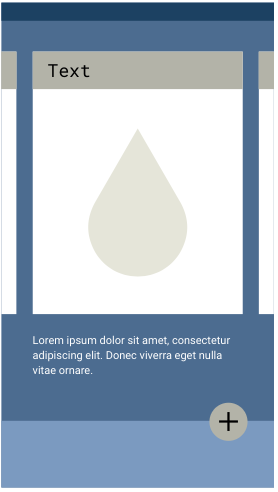 Text
Lorem ipsum dolor sit amet, consectetur
adipiscing elit. Donec viverra eget nulla
vitae ornare.